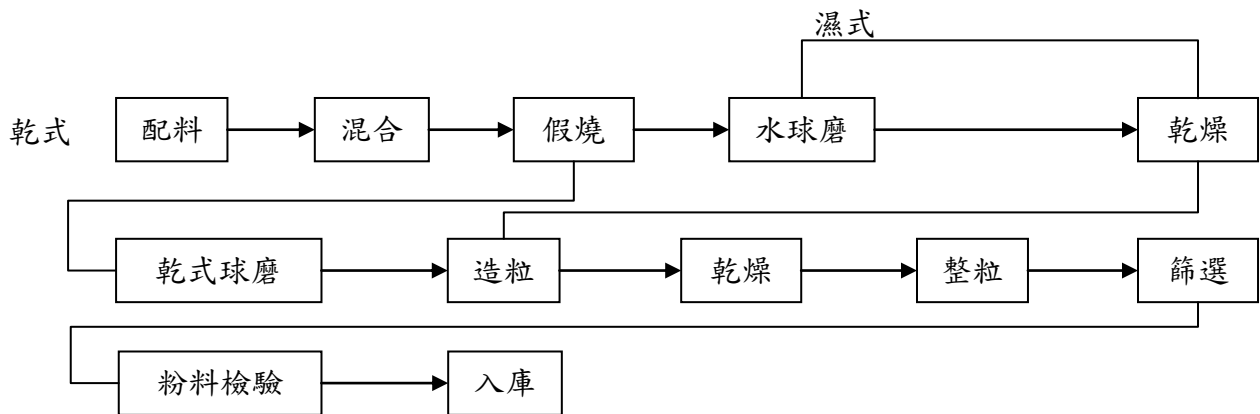 濕式
乾式 配料 混合 假燒 水球磨 乾燥
乾式球磨 造粒 乾燥 整粒 篩選
粉料檢驗 入庫